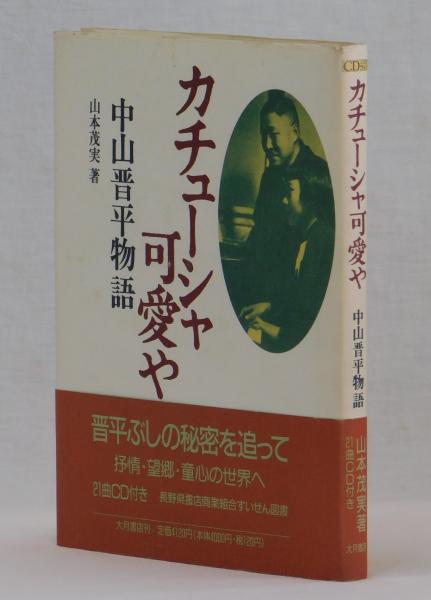 カチューシャ可愛や
中山晋平物語
山本茂実 著
晋平ぶしの秘密を追って
抒情・望郷・童心の世界へ
21曲CD付き 長野県書店商業組合すいせん図書
大月書店刊/定価4120円(本体4000円・税120円)
カチューシャ可愛や
中山晋平物語
山本茂実著
21曲CD付き
大月書店